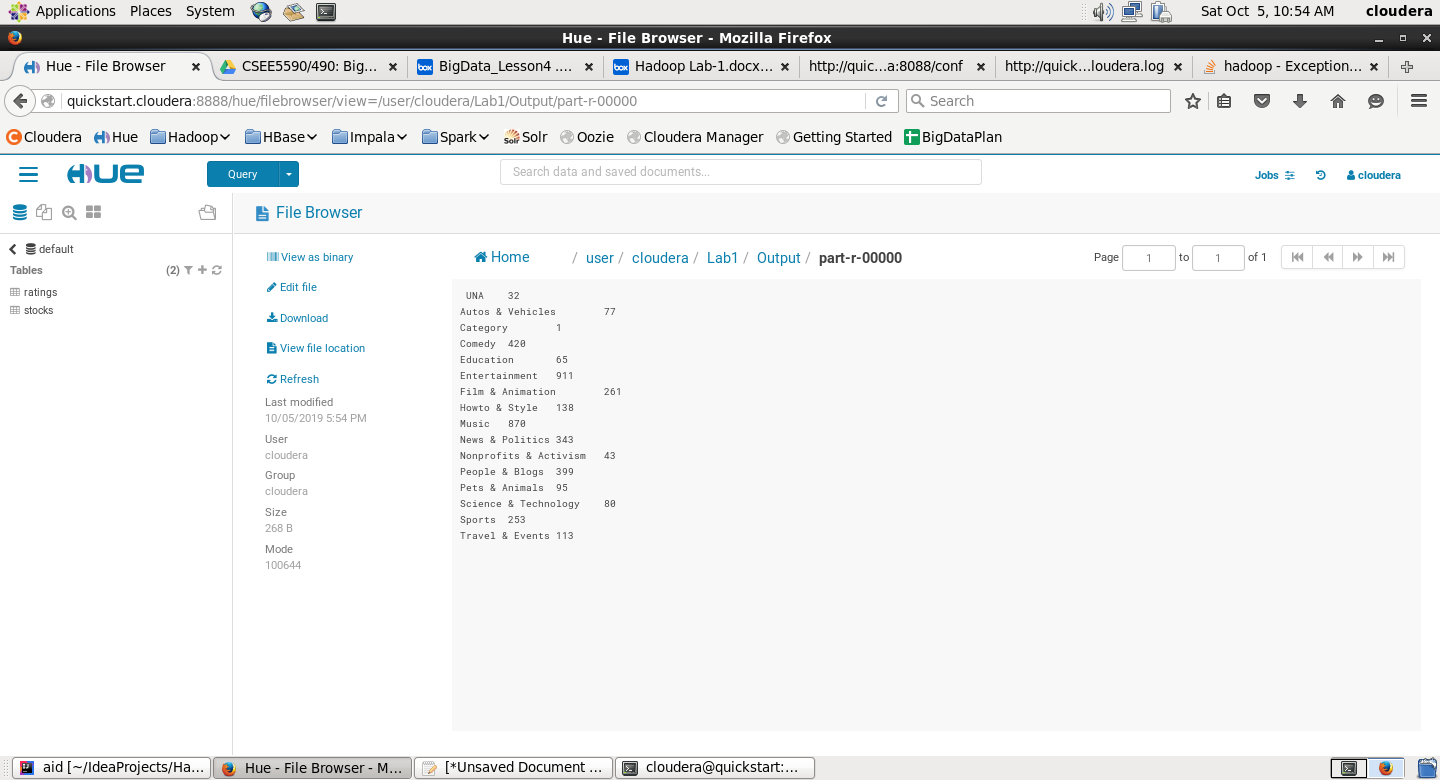 Applications Places System Sat Oct 5, 10:54 AM cloudera
Hue - File Browser - Mozilla Firefox
Hue - File Browser CSEE5590/490: Big... BigData_Lesson4 .... Hadoop Lab-1.docx... http://quic...a:8088/conf http://quick...loudera.log hadoop - Exception...
quickstart.cloudera:8888/hue/filebrowser/view=/user/cloudera/Lab1/Output/part-r-00000 Search
Cloudera Hue Hadoop HBase Impala Spark Solr Oozie Cloudera Manager Getting Started BigDataPlan
HUE Query Search data and saved documents... Jobs cloudera
File Browser
default
Tables (2)
ratings
stocks
View as binary
Edit file
Download
View file location
Refresh
Last modified
10/05/2019 5:54 PM
User
cloudera
Group
cloudera
Size
268 B
Mode
100644
Home / user / cloudera / Lab1 / Output / part-r-00000 Page 1 to 1 of 1
UNA 32
Autos & Vehicles 77
Category 1
Comedy 420
Education 65
Entertainment 911
Film & Animation 261
Howto & Style 138
Music 870
News & Politics 343
Nonprofits & Activism 43
People & Blogs 399
Pets & Animals 95
Science & Technology 80
Sports 253
Travel & Events 113
aid [~/IdeaProjects/Ha... Hue - File Browser - M... [*Unsaved Document ... cloudera@quickstart:...